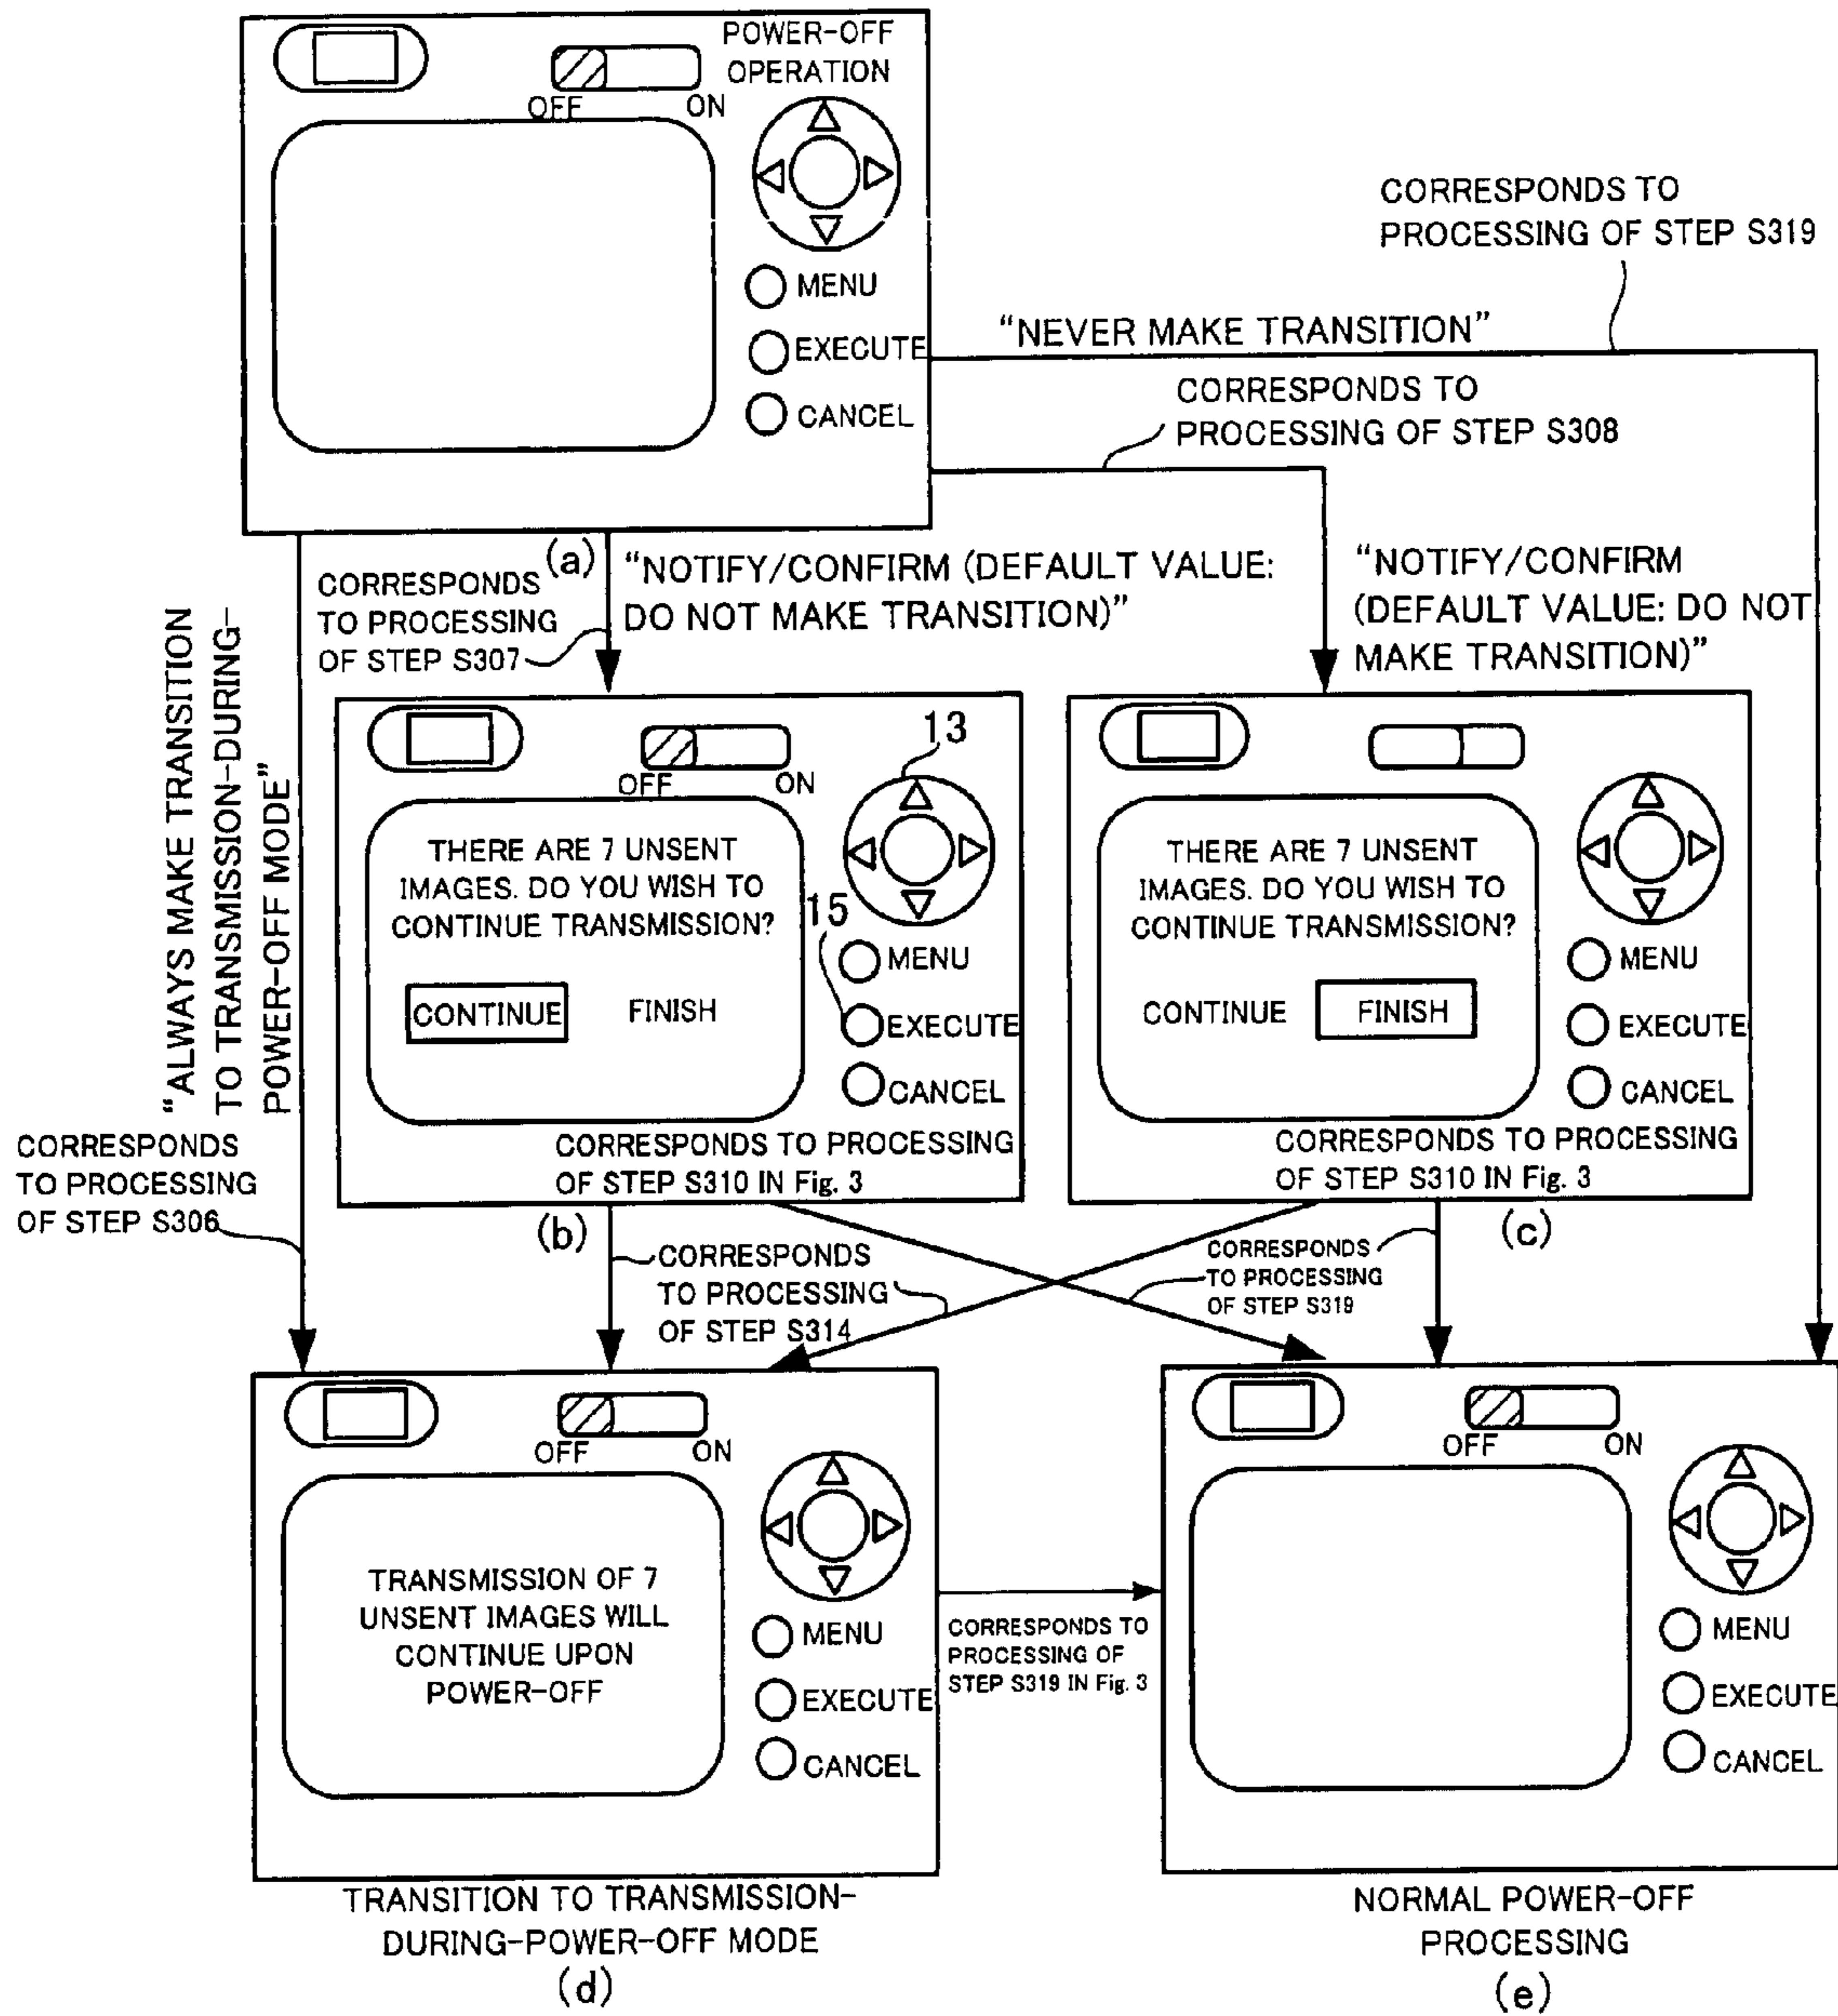 POWER-OFF
OPERATION
OFF
ON
MENU
EXECUTE
CANCEL
(a)
CORRESPONDS TO
PROCESSING OF STEP S319
"NEVER MAKE TRANSITION"
CORRESPONDS TO
PROCESSING OF STEP S308
"ALWAYS MAKE TRANSITION
TO TRANSMISSION-DURING-
POWER-OFF MODE"
CORRESPONDS
TO PROCESSING
OF STEP S307
"NOTIFY/CONFIRM (DEFAULT VALUE:
DO NOT MAKE TRANSITION)"
"NOTIFY/CONFIRM
(DEFAULT VALUE: DO NOT
MAKE TRANSITION)"
13
OFF
ON
THERE ARE 7 UNSENT
IMAGES. DO YOU WISH TO
CONTINUE TRANSMISSION?
15
CONTINUE
FINISH
MENU
EXECUTE
CANCEL
CORRESPONDS TO PROCESSING
OF STEP S310 IN Fig. 3
(b)
THERE ARE 7 UNSENT
IMAGES. DO YOU WISH TO
CONTINUE TRANSMISSION?
CONTINUE
FINISH
MENU
EXECUTE
CANCEL
CORRESPONDS TO PROCESSING
OF STEP S310 IN Fig. 3
(c)
CORRESPONDS
TO PROCESSING
OF STEP S306
CORRESPONDS
TO PROCESSING
OF STEP S314
CORRESPONDS
TO PROCESSING
OF STEP S319
OFF
ON
TRANSMISSION OF 7
UNSENT IMAGES WILL
CONTINUE UPON
POWER-OFF
MENU
EXECUTE
CANCEL
TRANSITION TO TRANSMISSION-
DURING-POWER-OFF MODE
(d)
CORRESPONDS TO
PROCESSING OF
STEP S319 IN Fig. 3
OFF
ON
MENU
EXECUTE
CANCEL
NORMAL POWER-OFF
PROCESSING
(e)